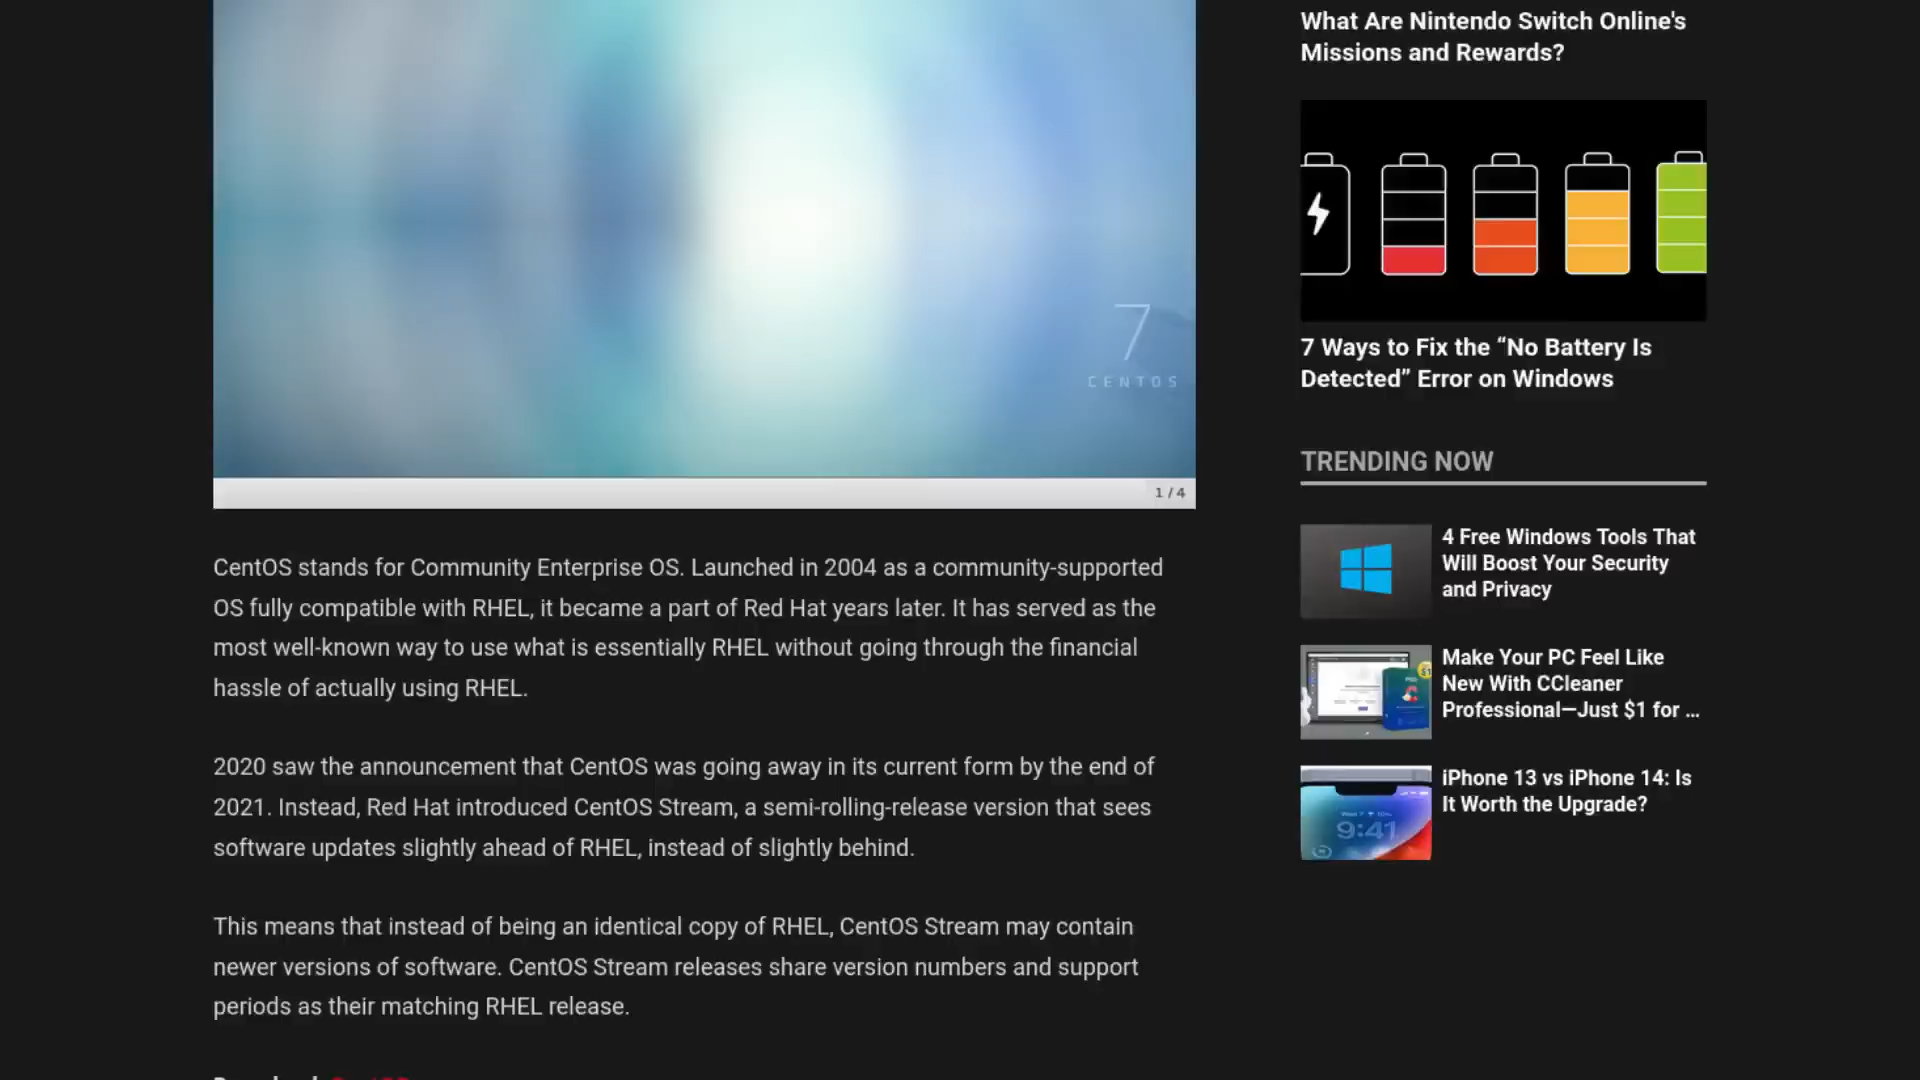 What Are Nintendo Switch Online's
Missions and Rewards?
7 Ways to Fix the “No Battery Is
Detected” Error on Windows
7
CENTOS
1 / 4
TRENDING NOW
4 Free Windows Tools That
Will Boost Your Security
and Privacy
Make Your PC Feel Like
New With CCleaner
Professional—Just $1 for ...
iPhone 13 vs iPhone 14: Is
It Worth the Upgrade?
9:41
CentOS stands for Community Enterprise OS. Launched in 2004 as a community-supported
OS fully compatible with RHEL, it became a part of Red Hat years later. It has served as the
most well-known way to use what is essentially RHEL without going through the financial
hassle of actually using RHEL.
2020 saw the announcement that CentOS was going away in its current form by the end of
2021. Instead, Red Hat introduced CentOS Stream, a semi-rolling-release version that sees
software updates slightly ahead of RHEL, instead of slightly behind.
This means that instead of being an identical copy of RHEL, CentOS Stream may contain
newer versions of software. CentOS Stream releases share version numbers and support
periods as their matching RHEL release.